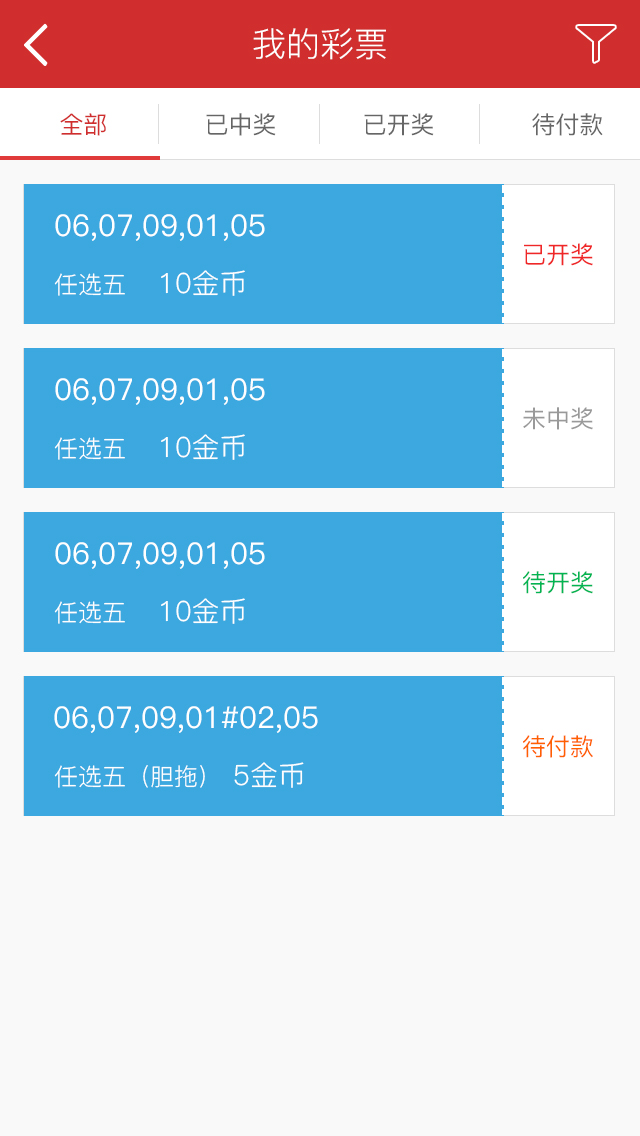 我的彩票
全部 已中奖 已开奖 待付款
06,07,09,01,05
已开奖
任选五 10金币
06,07,09,01,05
未中奖
任选五 10金币
06,07,09,01,05
待开奖
任选五 10金币
06,07,09,01#02,05
待付款
任选五（胆拖） 5金币